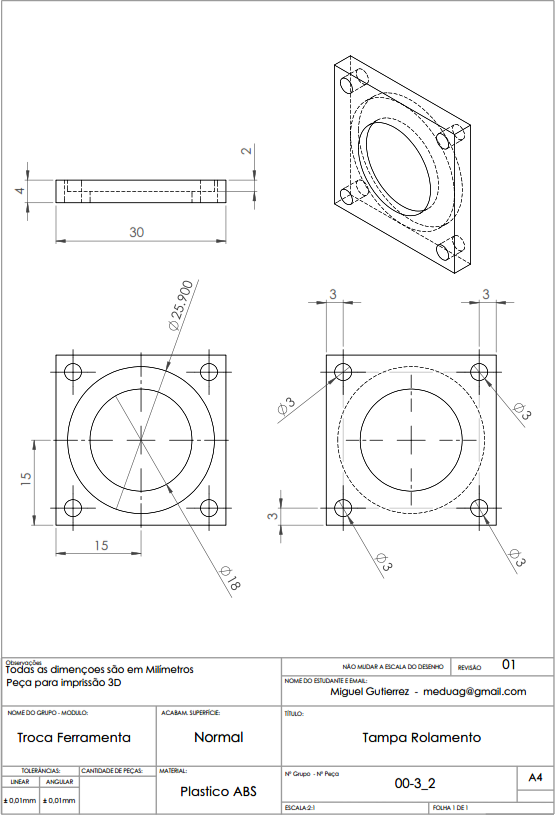 2
4
30
Ø25.900
3
3
Ø3
Ø3
15
3
15
Ø18
Ø3
Ø3
Observações
Todas as dimençoes são em Milímetros
Peça para imprissão 3D
NÃO MUDAR A ESCALA DO DESENHO
REVISÃO
01
NOME DO ESTUDANTE E EMAIL:
Miguel Gutierrez - meduag@gmail.com
NOME DO GRUPO - MODULO:
ACABAM. SUPERFÍCIE:
TÍTULO:
Troca Ferramenta
Normal
Tampa Rolamento
TOLERÂNCIAS:
CANTIDADE DE PEÇAS:
MATERIAL:
Nº Grupo - Nº Peça
LINEAR
ANGULAR
00-3_2
A4
Plastico ABS
± 0,01mm
± 0,01mm
ESCALA:2:1
FOLHA 1 DE 1